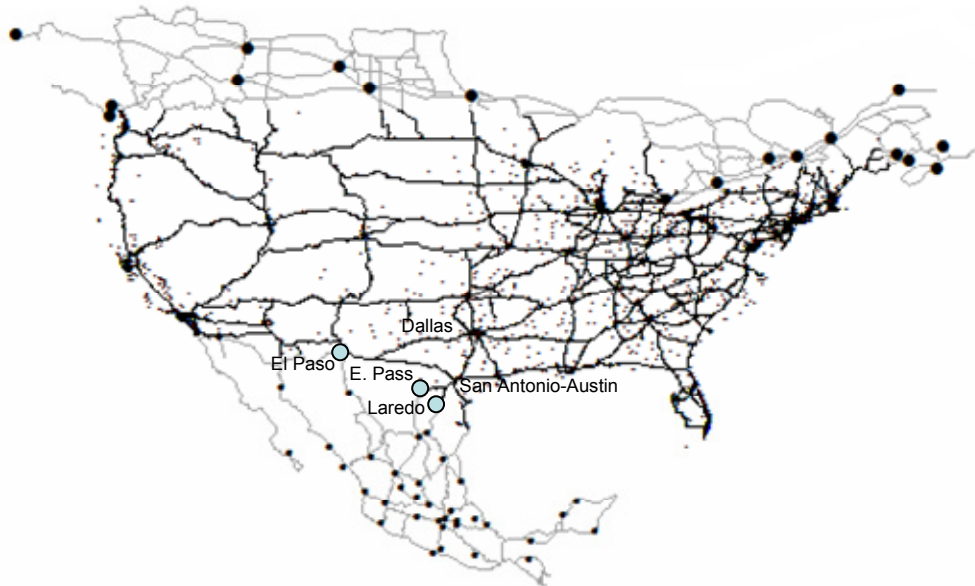 Dallas
El Paso
E. Pass
San Antonio-Austin
Laredo